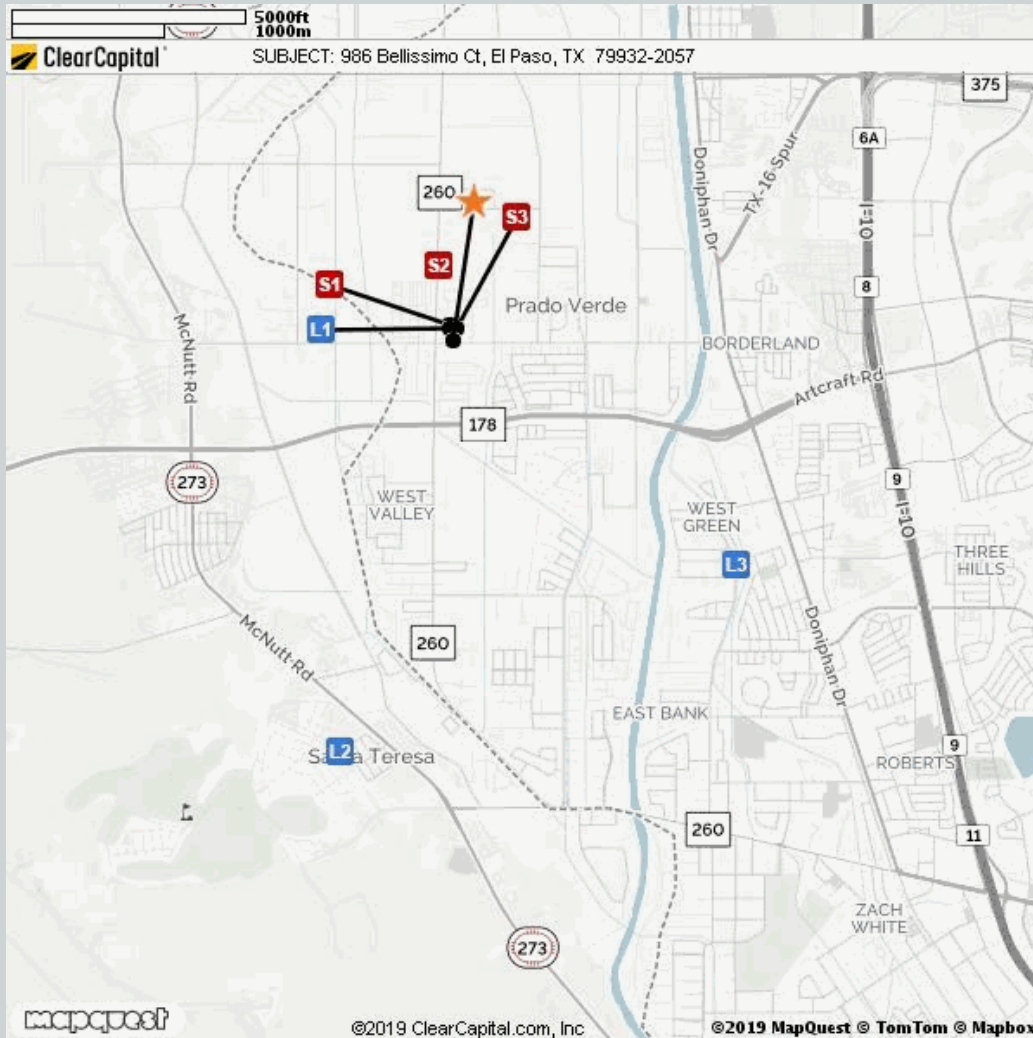 5000ft
1000m
ClearCapital
SUBJECT: 986 Bellissimo Ct, El Paso, TX 79932-2057
375
6A
Doniphan Dr
TX-16-Spur
260
I-10
S3
S2
S1
Prado Verde
8
L1
McNutt Rd
BORDERLAND
Artcraft Rd
178
273
9
WEST
VALLEY
WEST
GREEN
I-10
L3
THREE
HILLS
260
McNutt Rd
Doniphan Dr
EAST BANK
L2
Teresa
9
ROBERTS
260
11
ZACH
WHITE
273
mapquest
©2019 ClearCapital.com, Inc
©2019 MapQuest © TomTom © Mapbox